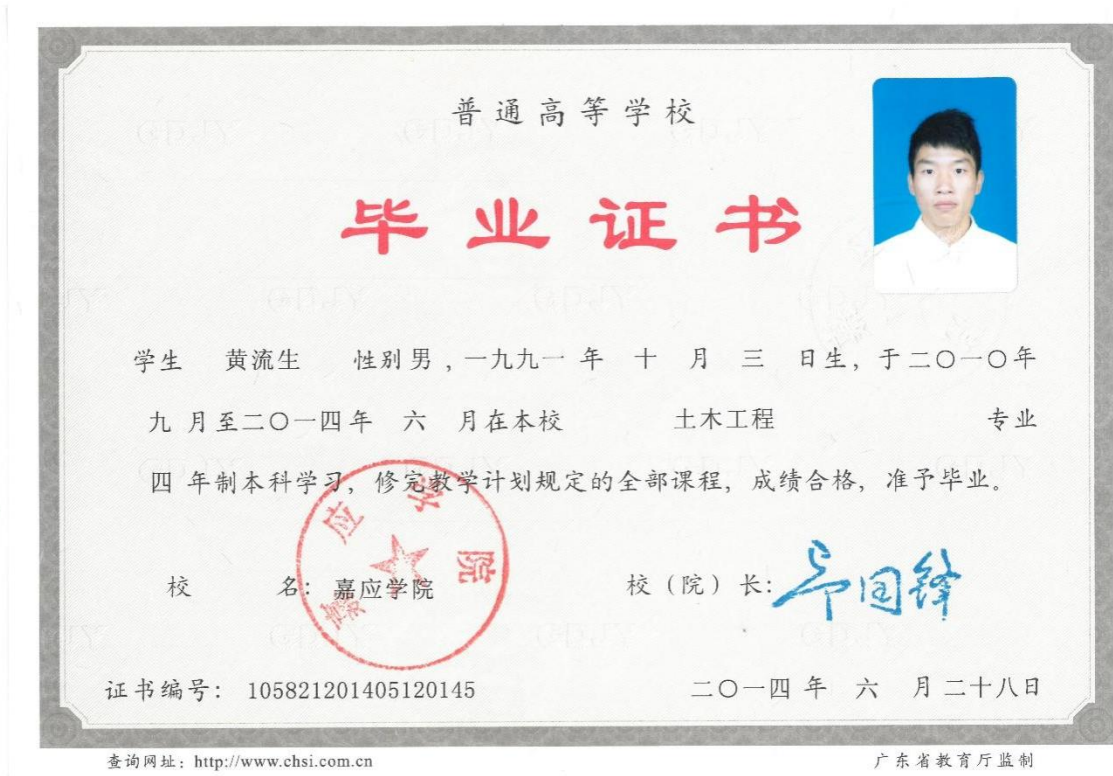 普通高等学校
毕业证书
学生 黄流生 性别男,一九九一 年 十 月 三 日生,于二〇一〇年
九 月至二〇一四年 六 月在本校 土木工程 专业
四 年制本科学习,修完教学计划规定的全部课程,成绩合格,准予毕业。
嘉应学院
校 名:嘉应学院 校(院)长:
证书编号:105821201405120145 二〇一四 年 六 月 二十八日
查询网址:http://www.chsi.com.cn 广东省教育厅监制